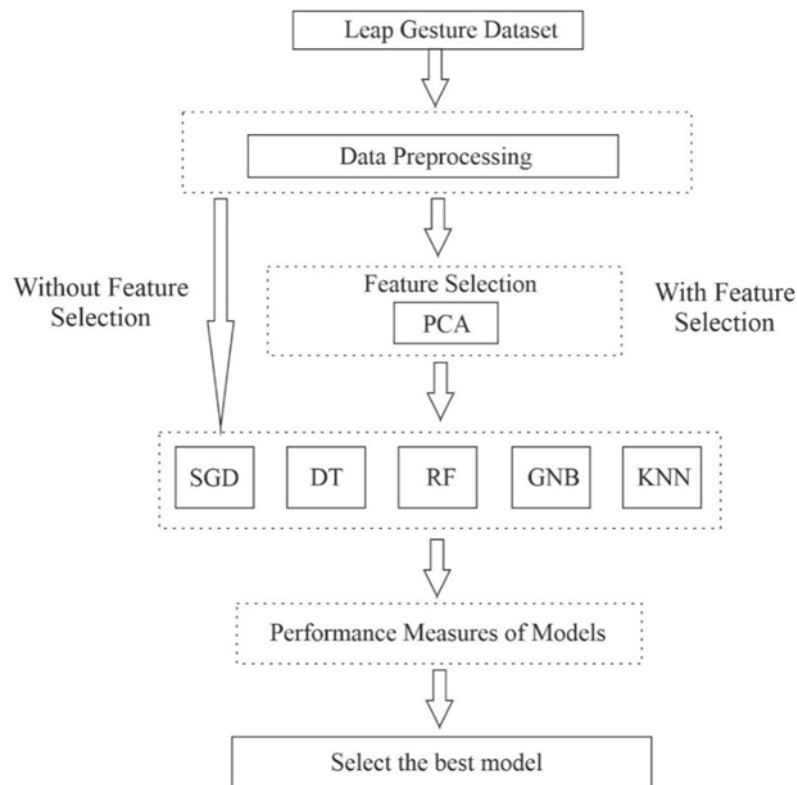 Leap Gesture Dataset
Data Preprocessing
Without Feature
Selection
Feature Selection
PCA
With Feature
Selection
SGD
DT
RF
GNB
KNN
Performance Measures of Models
Select the best model